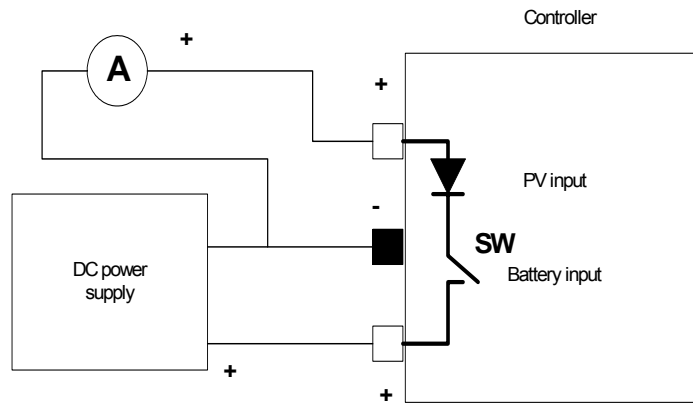 Controller
+
A
+
PV input
-
SW
DC power
supply
Battery input
+
+